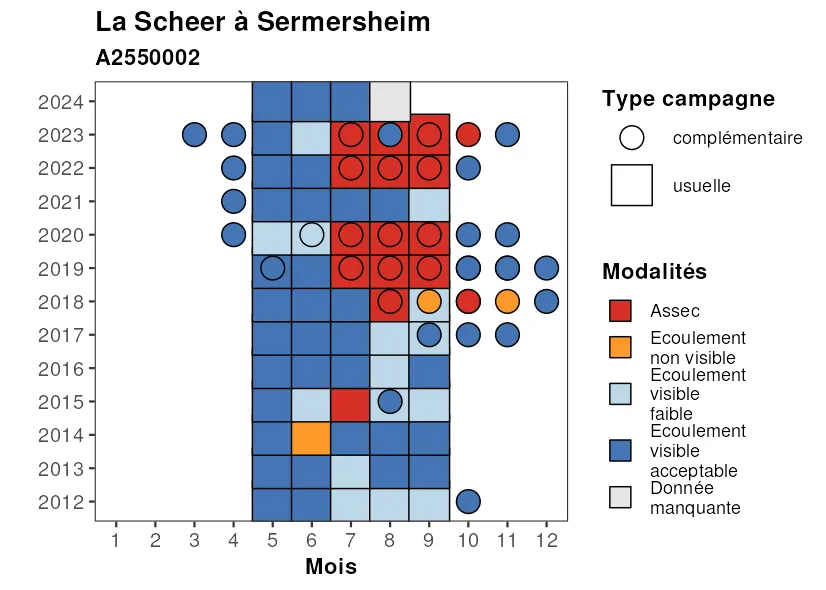 La Scheer à Sermersheim
A2550002
2024
2023
2022
2021
2020
2019
2018
2017
2016
2015
2014
2013
2012
1 2 3 4 5 6 7 8 9 10 11 12
Mois
Type campagne
complémentaire
usuelle
Modalités
Assec
Ecoulement
non visible
Ecoulement
visible
faible
Ecoulement
visible
acceptable
Donnée
manquante